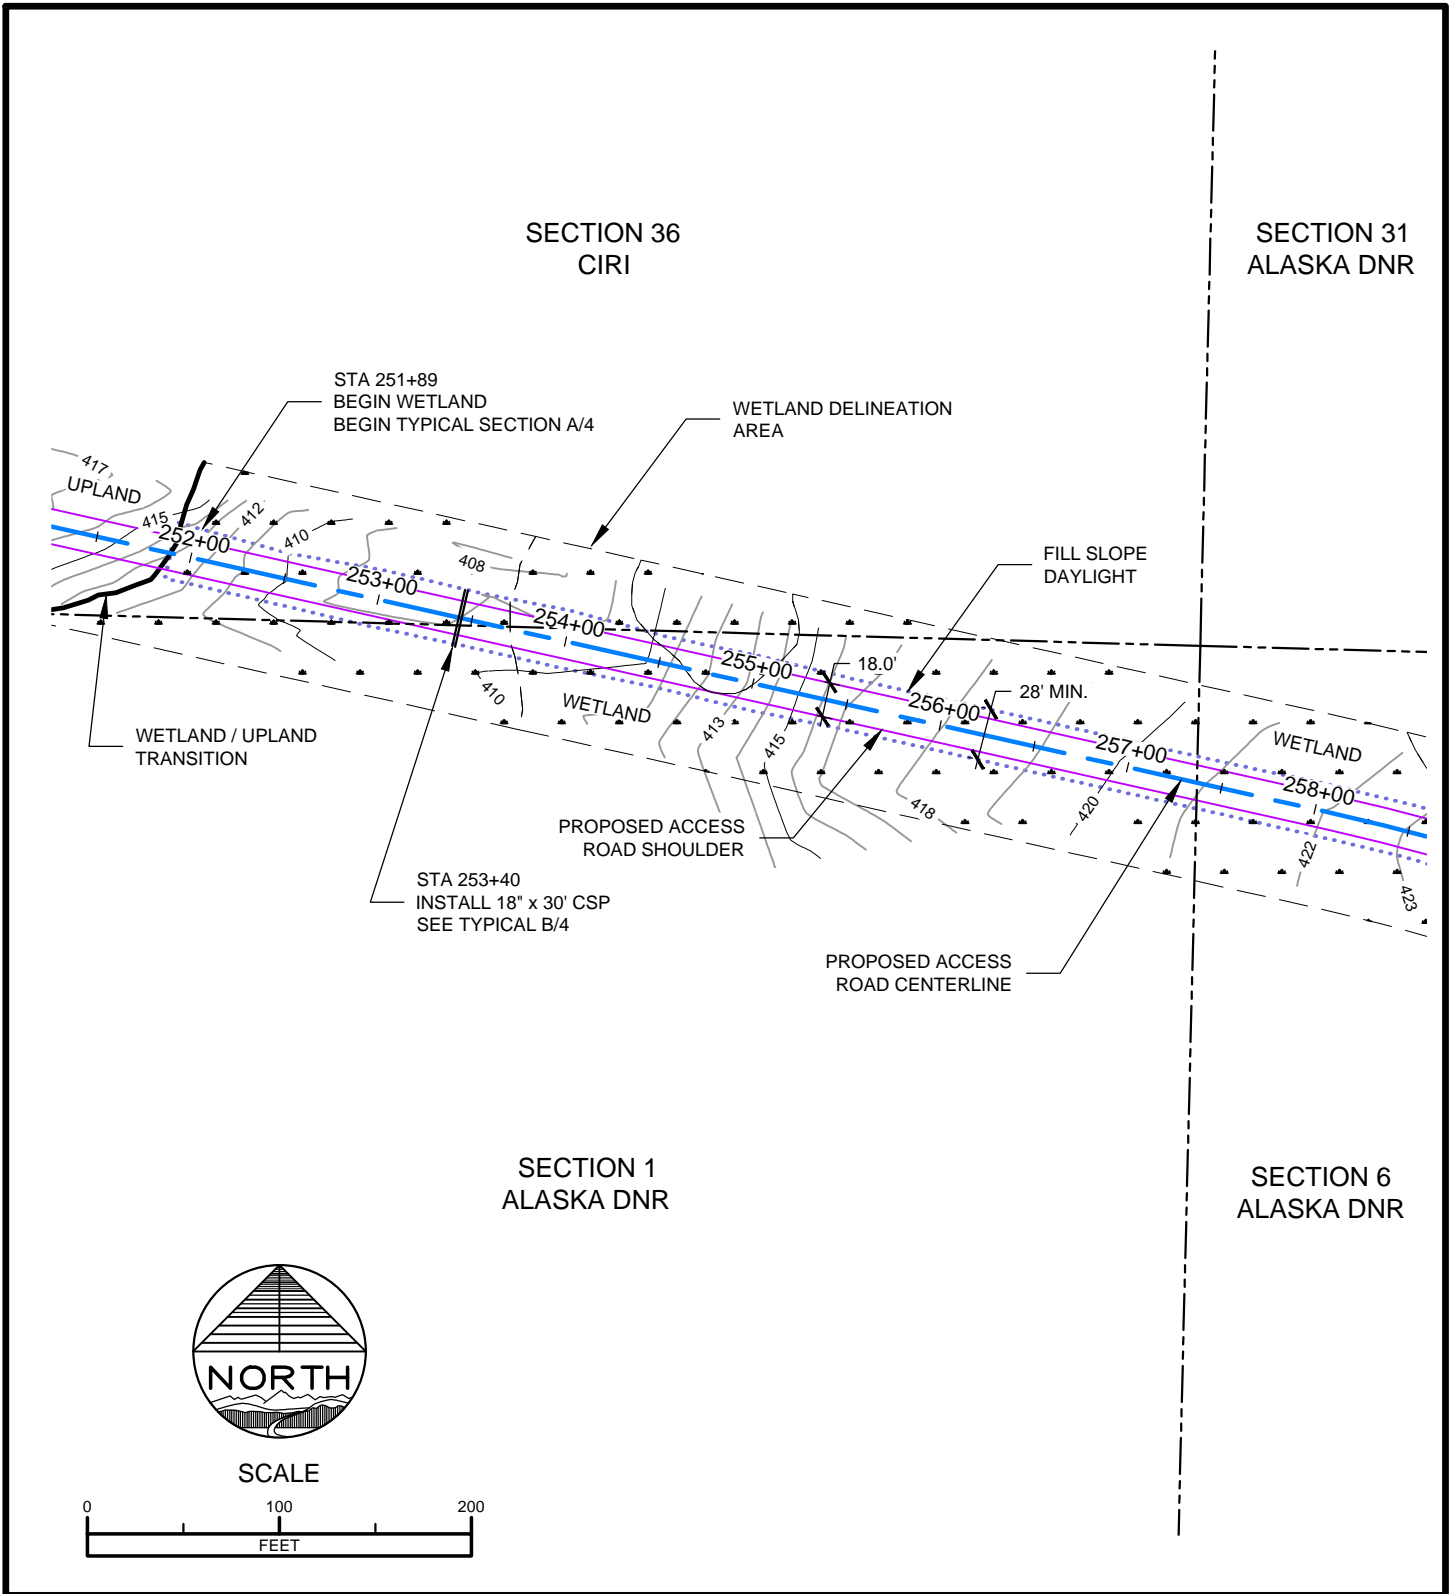 SECTION 36
CIRI
SECTION 31
ALASKA DNR
STA 251+89
BEGIN WETLAND
BEGIN TYPICAL SECTION A/4
WETLAND DELINEATION
AREA
417
UPLAND
415
252+00
412
410
253+00
408
254+00
255+00
18.0'
FILL SLOPE
DAYLIGHT
256+00
28' MIN.
257+00
WETLAND
258+00
410
WETLAND
413
415
418
420
422
423
WETLAND / UPLAND
TRANSITION
PROPOSED ACCESS
ROAD SHOULDER
STA 253+40
INSTALL 18" x 30' CSP
SEE TYPICAL B/4
PROPOSED ACCESS
ROAD CENTERLINE
SECTION 1
ALASKA DNR
SECTION 6
ALASKA DNR
NORTH
SCALE
0 100 200
FEET